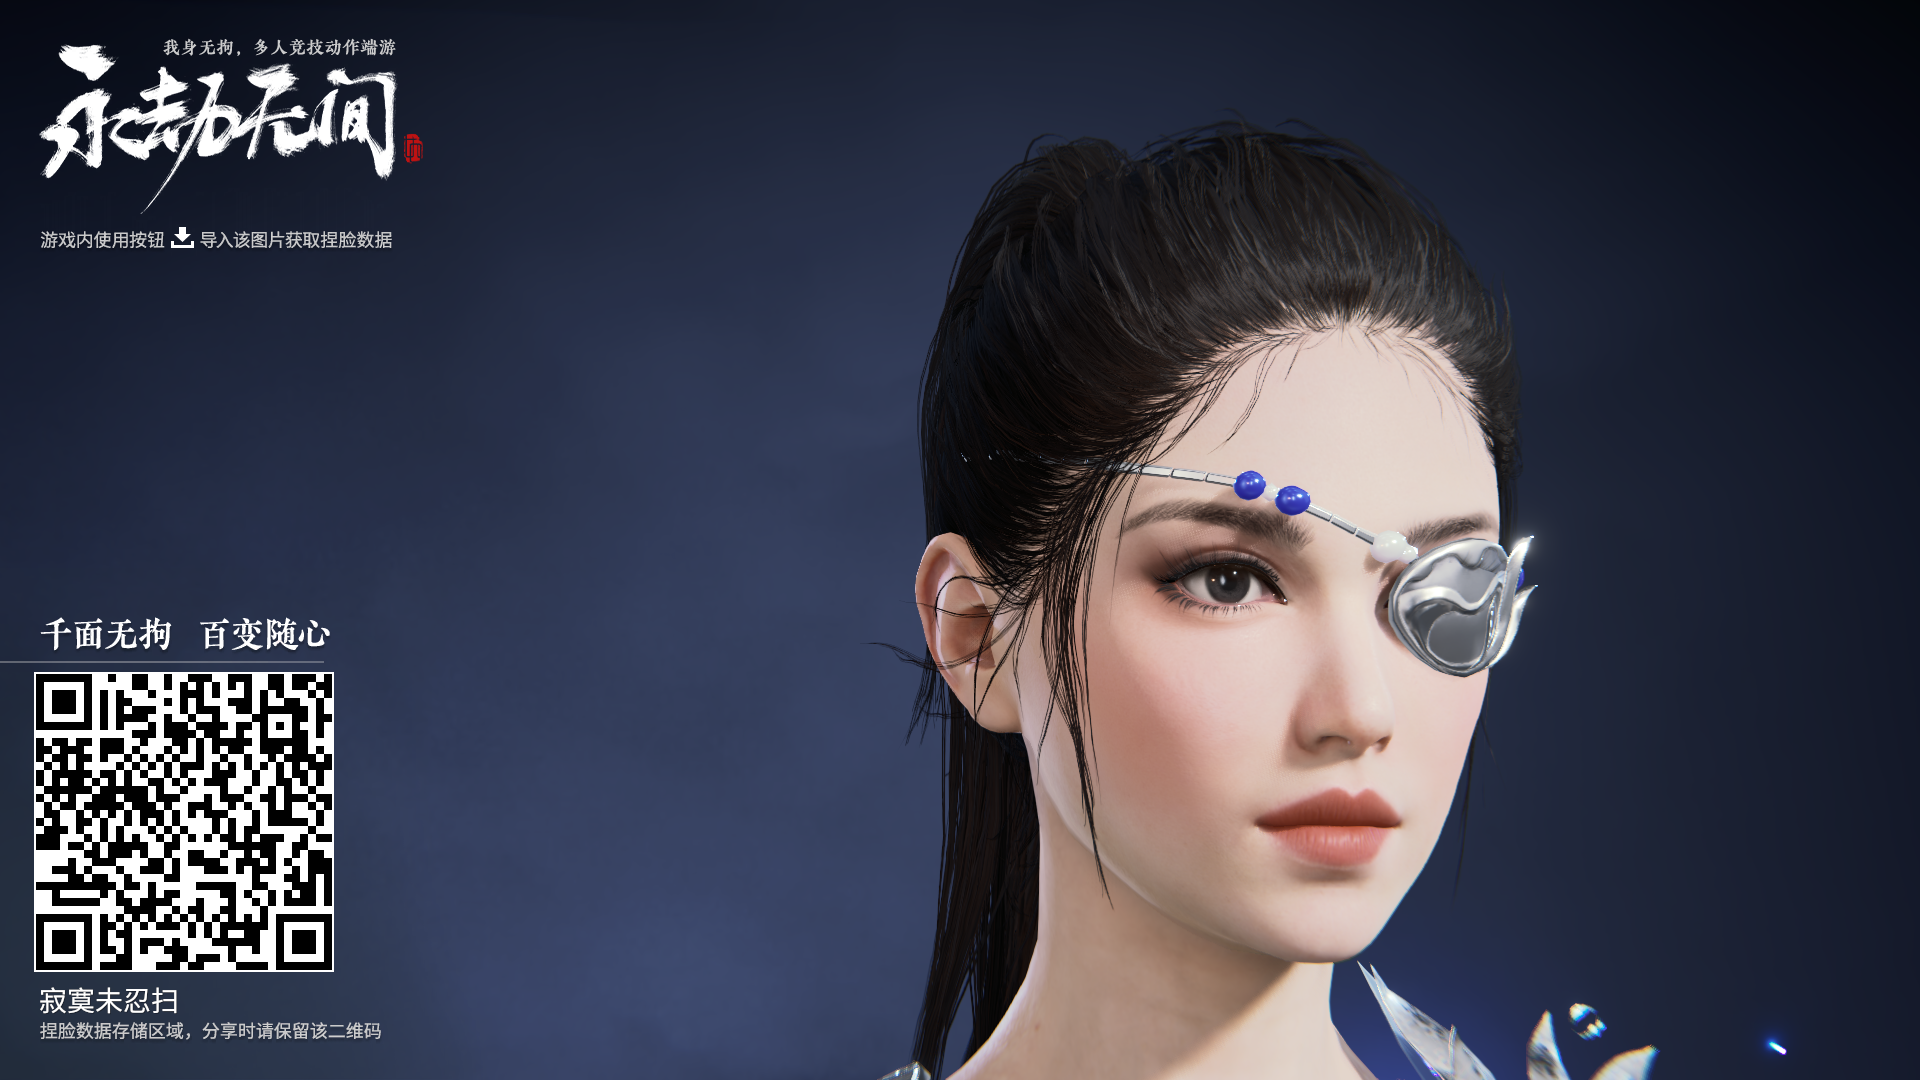 我身无拘，多人竞技动作端游
永劫无间
游戏内使用按钮 导入该图片获取捏脸数据
千面无拘 百变随心
寂寞未忍扫
捏脸数据存储区域，分享时请保留该二维码